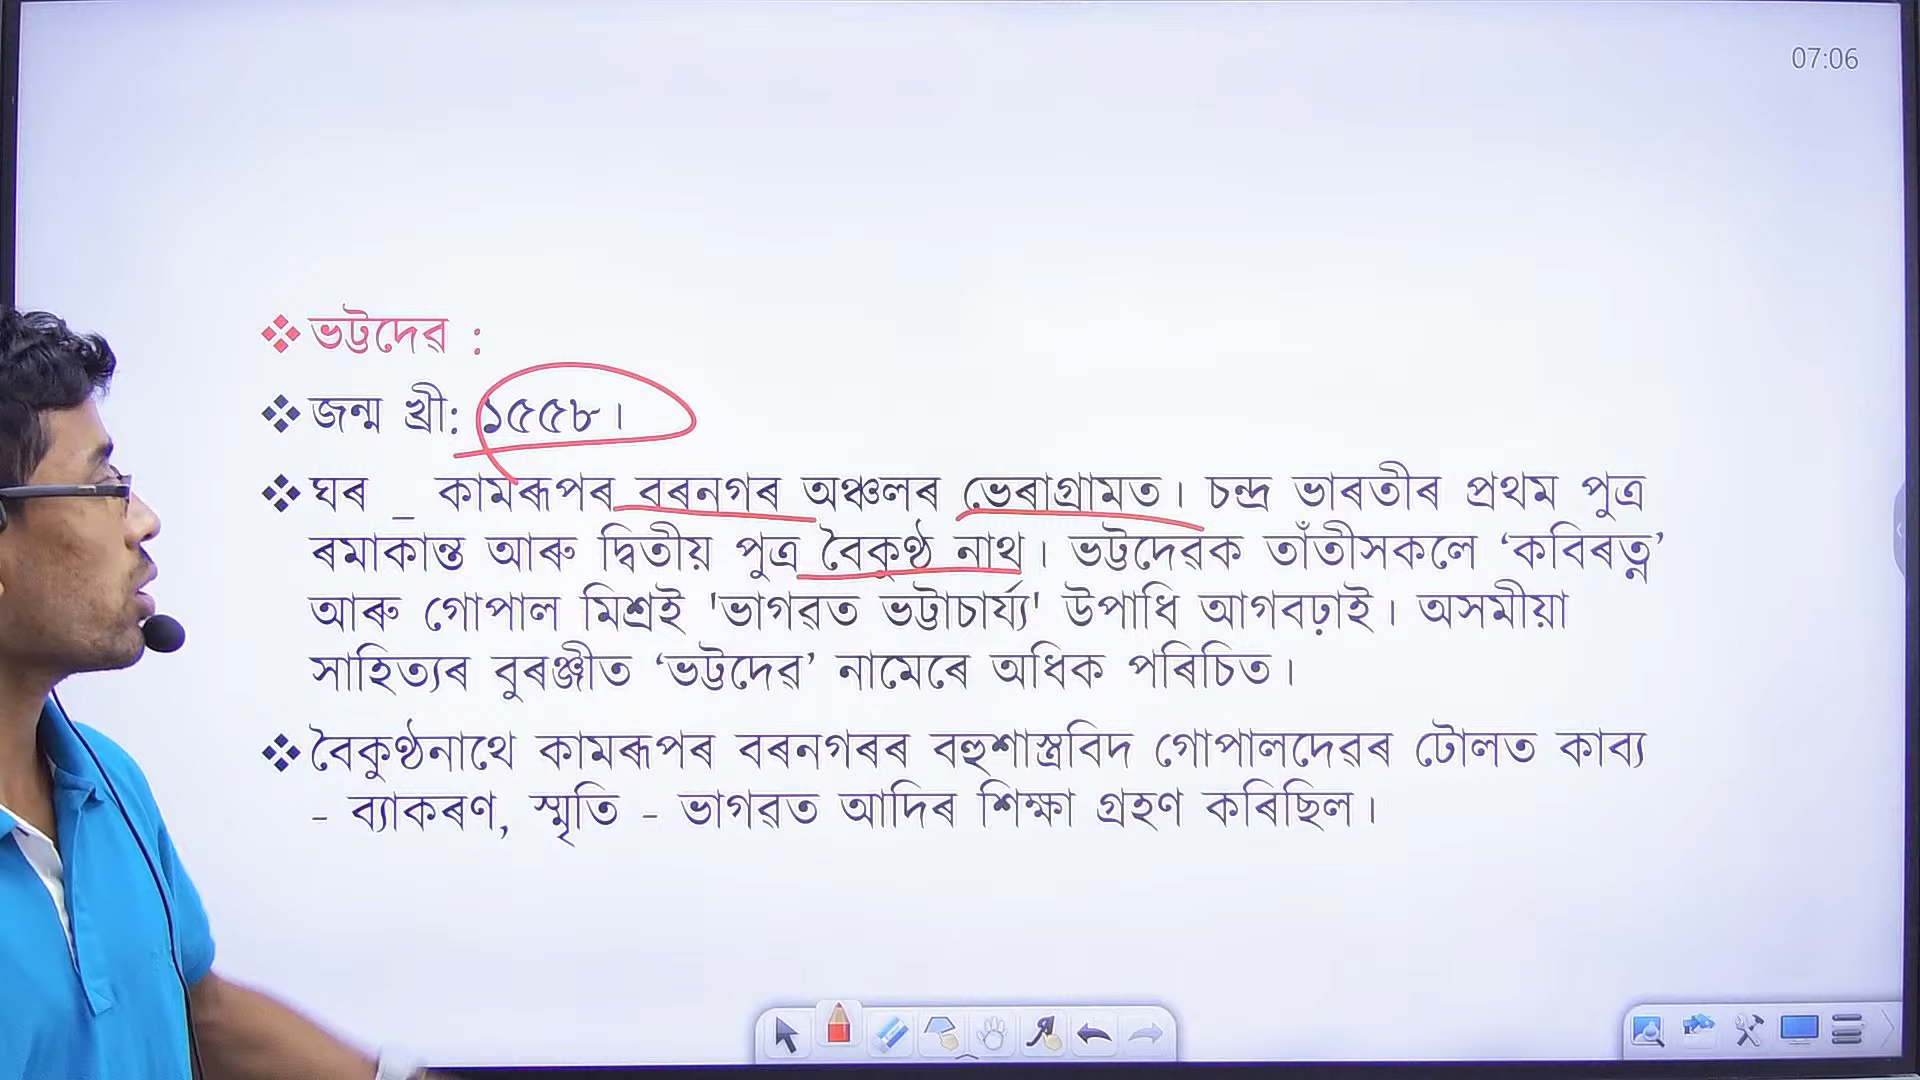 07:06
❖ ভট্টদেৱ :
❖ জন্ম খ্ৰী: ১৫৫৮।
❖ ঘৰ _ কামৰূপৰ বৰনগৰ অঞ্চলৰ ভেৰাগ্ৰামত। চন্দ্ৰ ভাৰতীৰ প্ৰথম পুত্ৰ
ৰমাকান্ত আৰু দ্বিতীয় পুত্ৰ বৈকুণ্ঠ নাথ। ভট্টদেৱক তাঁতীসকলে ‘কবিৰত্ন’
আৰু গোপাল মিশ্ৰই 'ভাগৱত ভট্টাচাৰ্য্য' উপাধি আগবঢ়াই। অসমীয়া
সাহিত্যৰ বুৰঞ্জীত ‘ভট্টদেৱ’ নামেৰে অধিক পৰিচিত।
❖ বৈকুণ্ঠনাথে কামৰূপৰ বৰনগৰৰ বহুশাস্ত্ৰবিদ গোপালদেৱৰ টোলত কাব্য
- ব্যাকৰণ, স্মৃতি - ভাগৱত আদিৰ শিক্ষা গ্ৰহণ কৰিছিল।